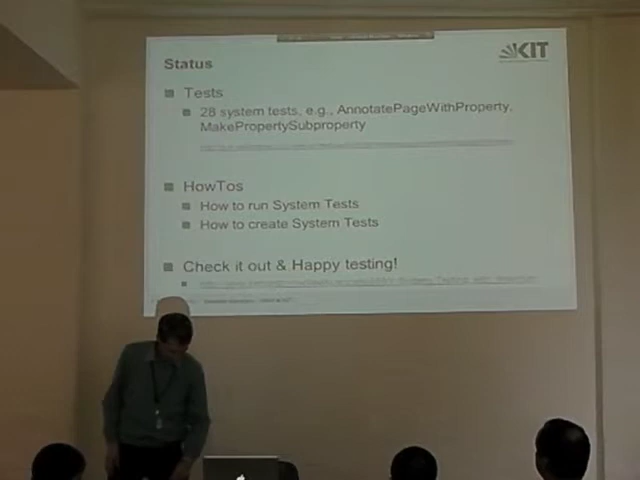 KIT
Status
Tests
28 system tests, e.g., AnnotatePageWithProperty,
MakePropertySubproperty
HowTos
How to run System Tests
How to create System Tests
Check it out & Happy testing!